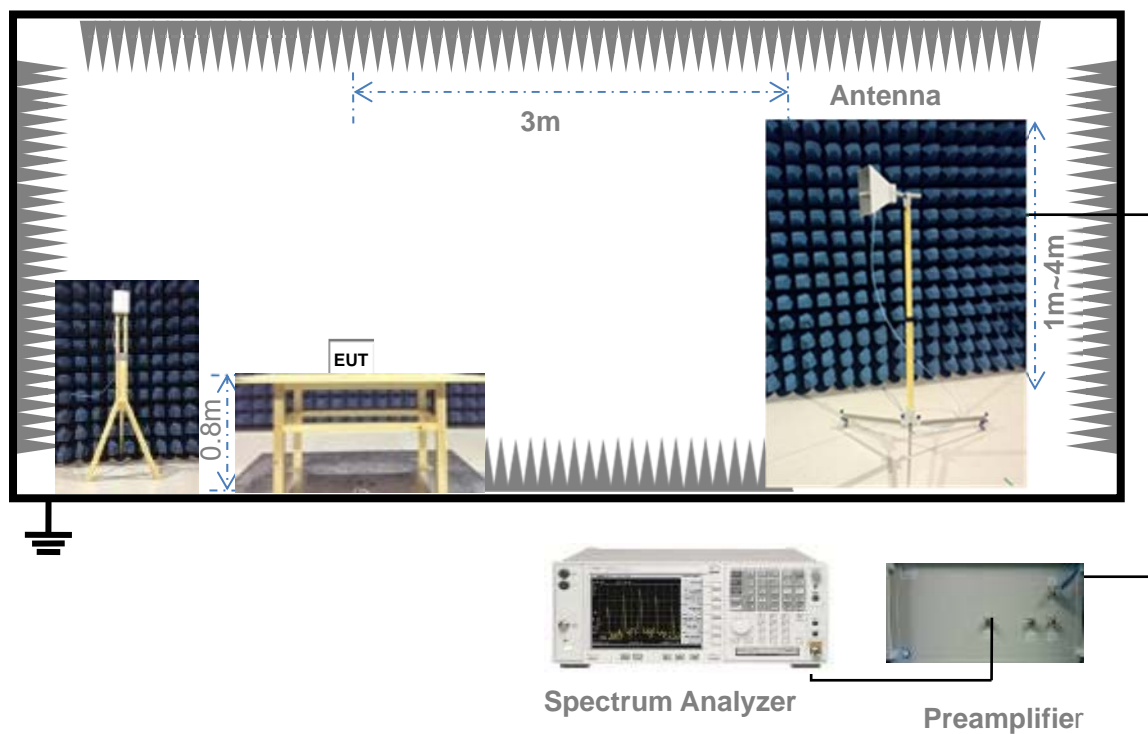 Antenna
3m
1m~4m
EUT
0.8m
Spectrum Analyzer
Preamplifier